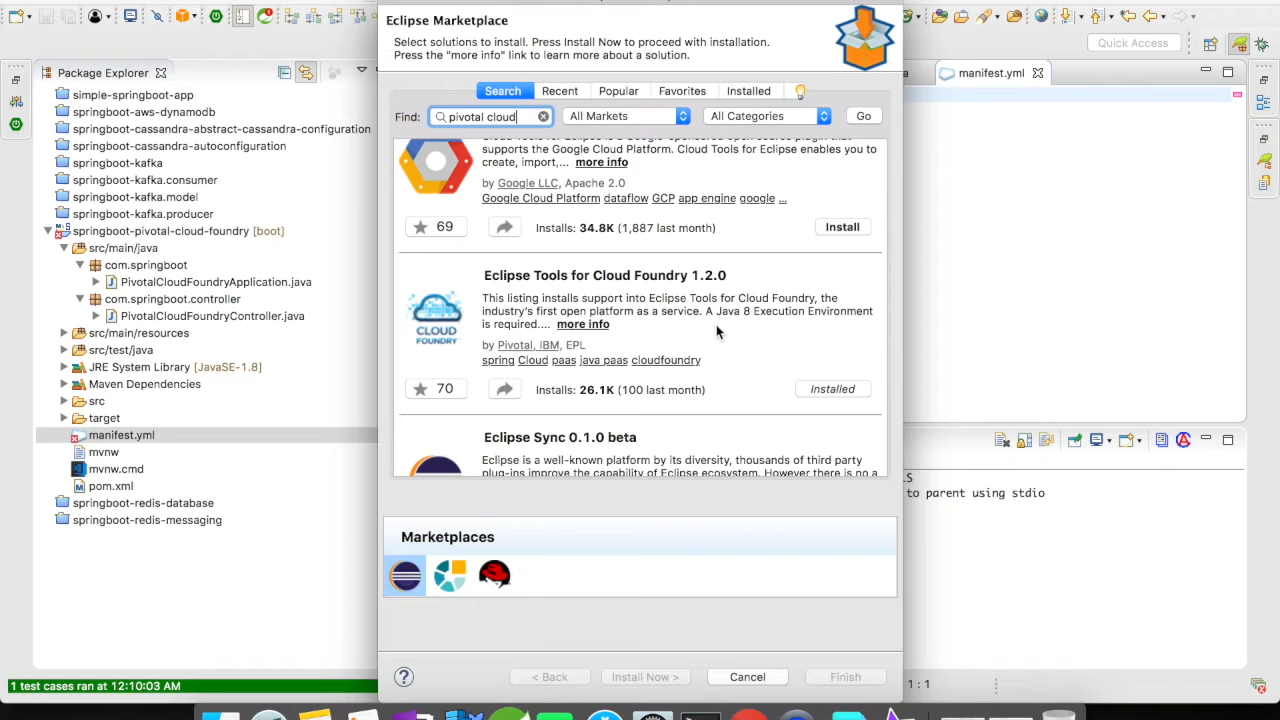 Package Explorer
simple-springboot-app
springboot-aws-dynamodb
springboot-cassandra-abstract-cassandra-configuration
springboot-cassandra-autoconfiguration
springboot-kafka
springboot-kafka.consumer
springboot-kafka.model
springboot-kafka.producer
springboot-pivotal-cloud-foundry [boot]
src/main/java
com.springboot
PivotalCloudFoundryApplication.java
com.springboot.controller
PivotalCloudFoundryController.java
src/main/resources
src/test/java
JRE System Library [JavaSE-1.8]
Maven Dependencies
src
target
manifest.yml
mvnw
mvnw.cmd
pom.xml
springboot-redis-database
springboot-redis-messaging
1 test cases ran at 12:10:03 AM
Eclipse Marketplace
Select solutions to install. Press Install Now to proceed with installation.
Press the "more info" link to learn more about a solution.
Search Recent Popular Favorites Installed
Find: pivotal cloud All Markets All Categories Go
supports the Google Cloud Platform. Cloud Tools for Eclipse enables you to
create, import,... more info
by Google LLC, Apache 2.0
Google Cloud Platform dataflow GCP app engine google ...
69 Installs: 34.8K (1,887 last month) Install
Eclipse Tools for Cloud Foundry 1.2.0
This listing installs support into Eclipse Tools for Cloud Foundry, the
industry's first open platform as a service. A Java 8 Execution Environment
is required.... more info
CLOUD
FOUNDRY
by Pivotal, IBM, EPL
spring Cloud paas java paas cloudfoundry
70 Installs: 26.1K (100 last month) Installed
Eclipse Sync 0.1.0 beta
Eclipse is a well-known platform by its diversity, thousands of third party
plug-ins improve the capability of Eclipse ecosystem. However there is no a
Marketplaces
? < Back Install Now > Cancel Finish
Quick Access
a manifest.yml
.S
to parent using stdio
1 : 1